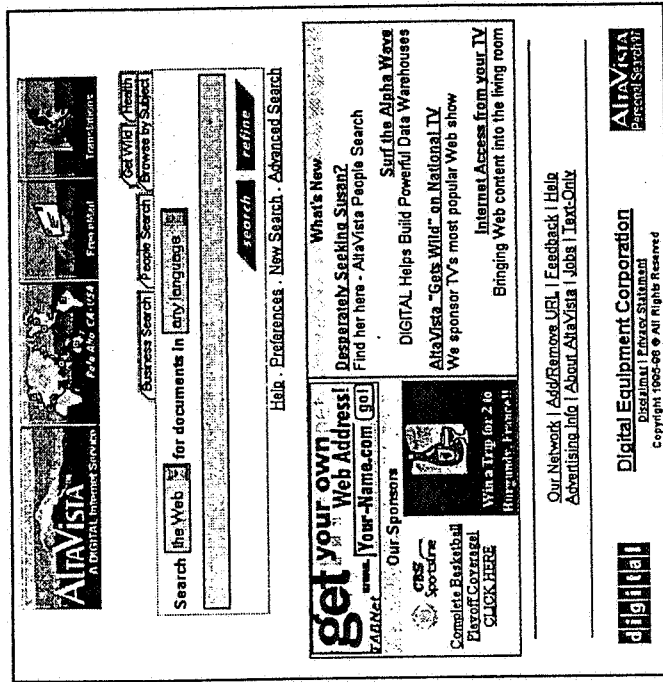 ALTAVISTA™
A DIGITAL Internet Service
Palo Alto, CA-USA
Free eMail
Translations
Business Search People Search Get Wild Health
Browse by Subject
Search the Web for documents in any language
search refine
Help . Preferences . New Search . Advanced Search
get your own
Web Address!
www. Your-Name.com go!
TABNet
Our Sponsors
CBS
SportsLine
Complete Basketball
Playoff Coverage!
CLICK HERE
Win a Trip for 2 to
Burgundy, France!!
What's New
Desperately Seeking Susan?
Find her here - AltaVista People Search
Surf the Alpha Wave
DIGITAL Helps Build Powerful Data Warehouses
AltaVista "Gets Wild" on National TV
We sponsor TV's most popular Web show
Internet Access from your TV
Bringing Web content into the living room
Our Network | Add/Remove URL | Feedback | Help
Advertising Info | About AltaVista | Jobs | Text-Only
digital
Digital Equipment Corporation
Disclaimer | Privacy Statement
Copyright 1995-98 © All Rights Reserved
ALTAVISTA
Personal Search97